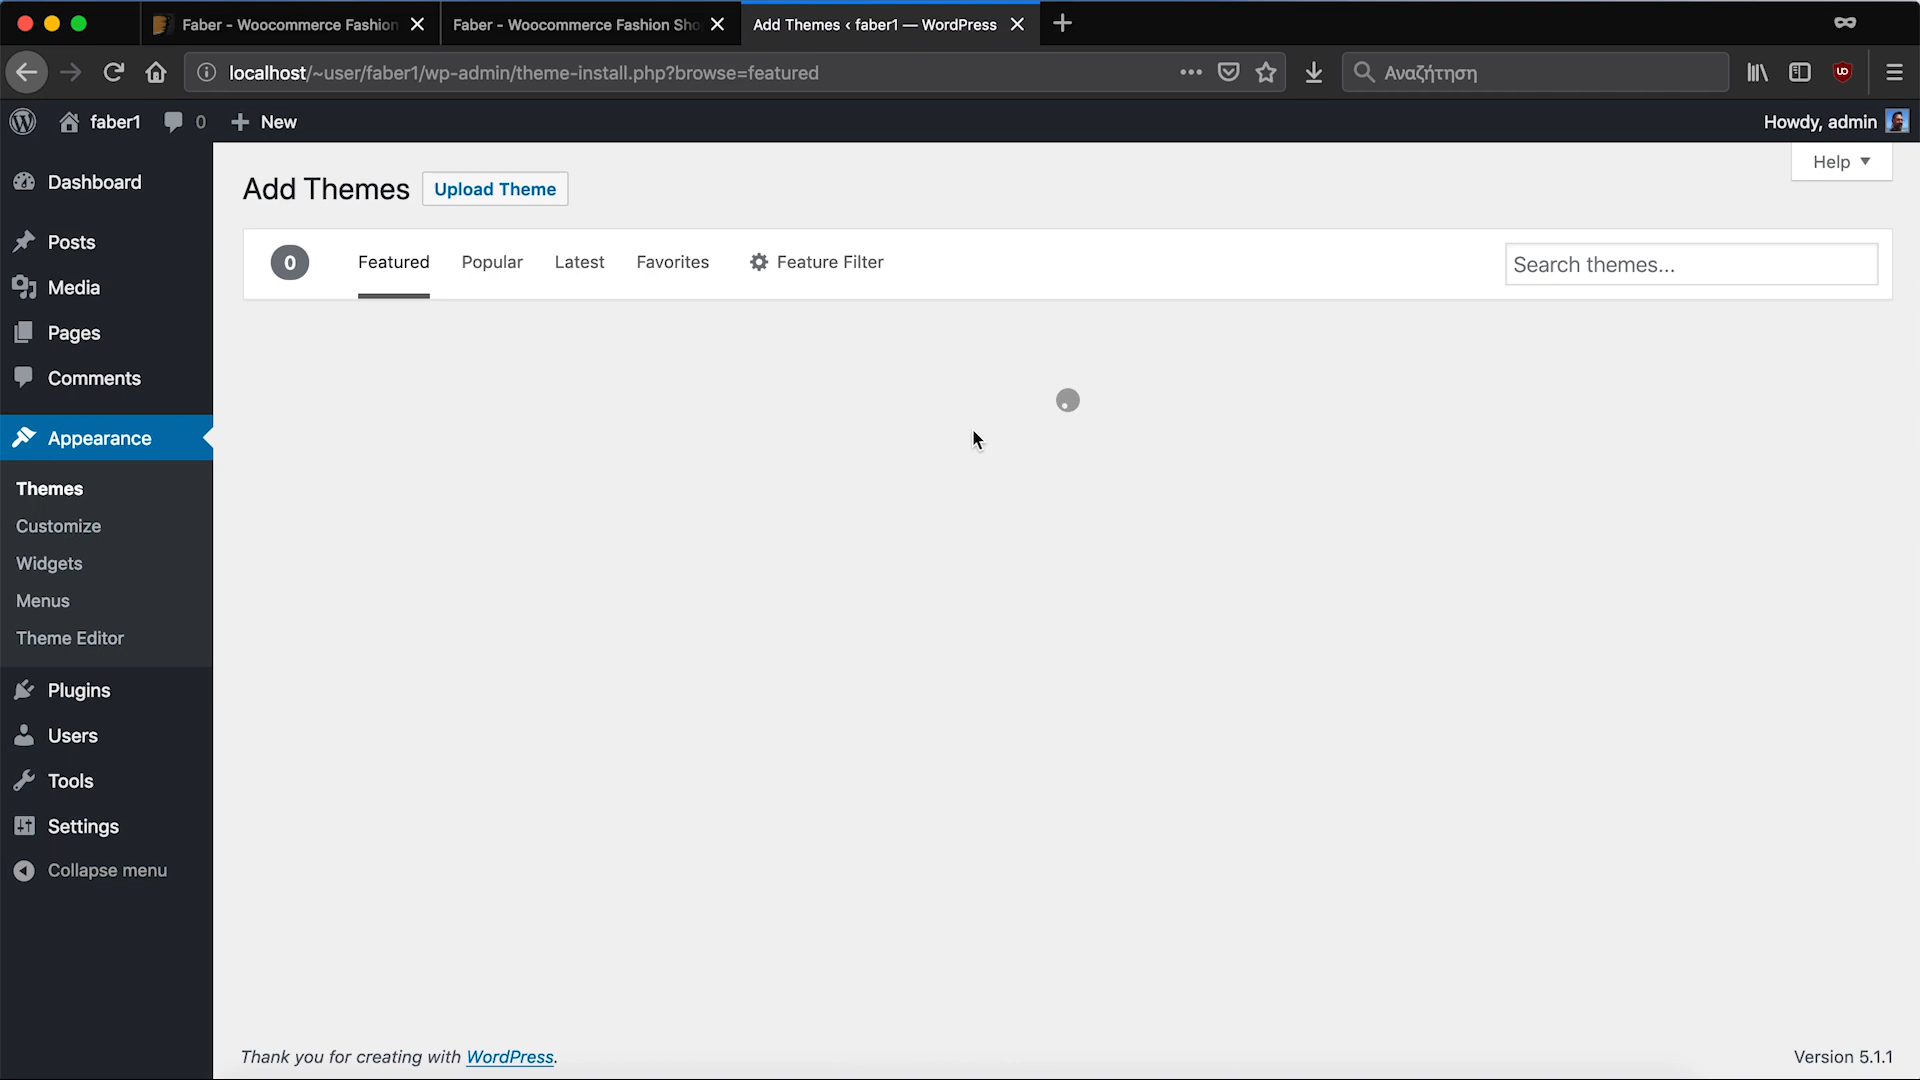 Faber - Woocommerce Fashion
Faber - Woocommerce Fashion Sho
Add Themes ‹ faber1 — WordPress
localhost/~user/faber1/wp-admin/theme-install.php?browse=featured
Αναζήτηση
faber1
0
New
Howdy, admin
Help
Dashboard
Posts
Media
Pages
Comments
Appearance
Themes
Customize
Widgets
Menus
Theme Editor
Plugins
Users
Tools
Settings
Collapse menu
Add Themes
Upload Theme
0
Featured
Popular
Latest
Favorites
Feature Filter
Search themes...
Thank you for creating with WordPress.
Version 5.1.1